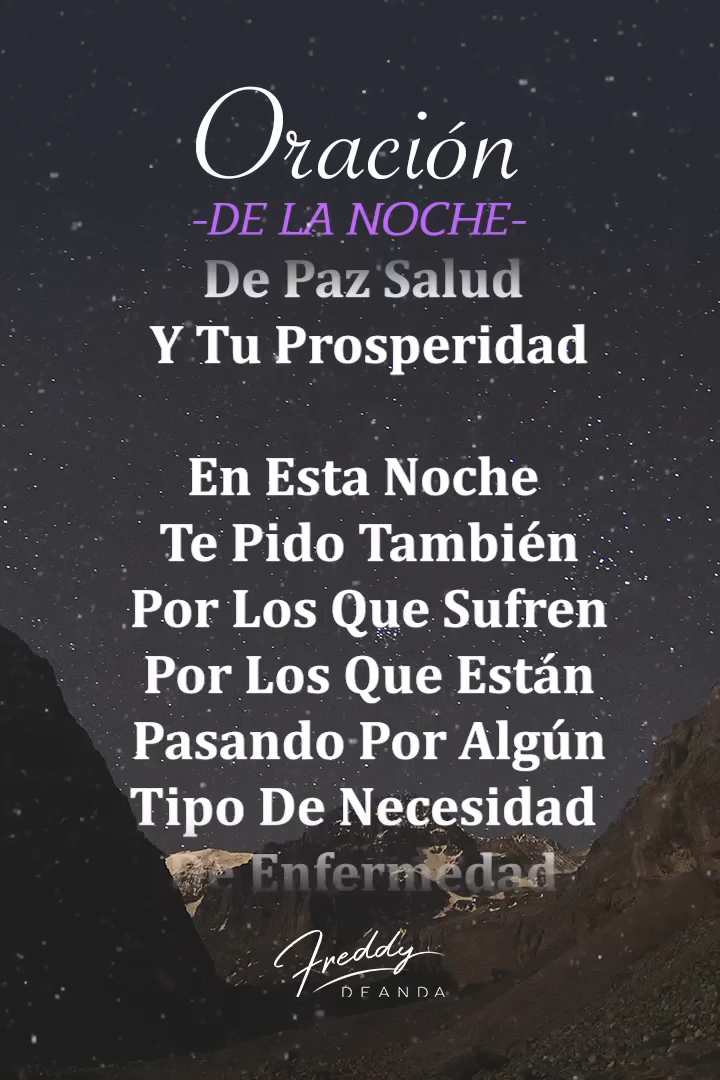 Oración
-DE LA NOCHE-
De Paz Salud
Y Tu Prosperidad
En Esta Noche
Te Pido También
Por Los Que Sufren
Por Los Que Están
Pasando Por Algún
Tipo De Necesidad
De Enfermedad
Freddy
DEANDA